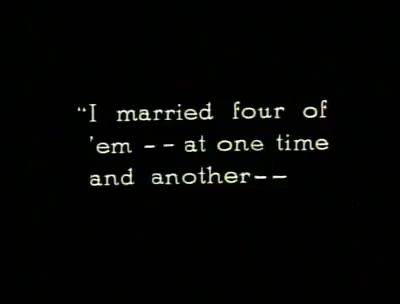 "I married four of
'em -- at one time
and another--